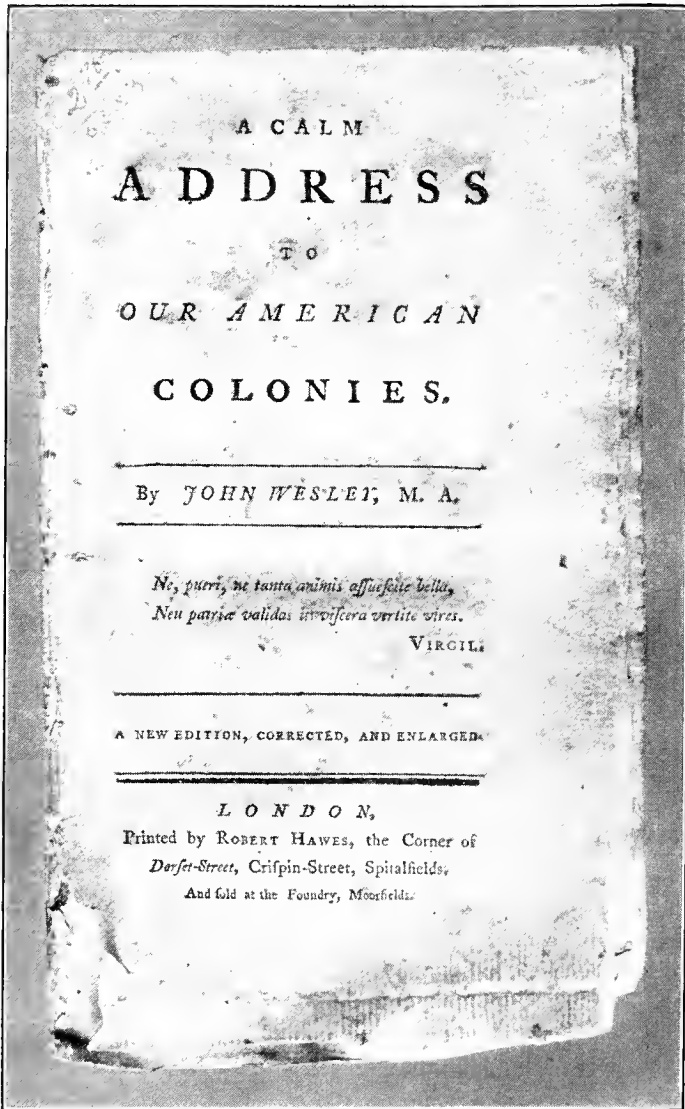 A CALM
ADDRESS
TO
OUR AMERICAN
COLONIES.
By JOHN WESLEY, M. A.
Ne, pueri, ne tanta animis aſſueſcite bella,
Neu patriæ validas in viſcera vertite vires.
VIRGIL.
A NEW EDITION, CORRECTED, AND ENLARGED.
LONDON,
Printed by ROBERT HAWES, the Corner of
Dorſet-Street, Criſpin-Street, Spitalfields.
And ſold at the Foundry, Moorfields.